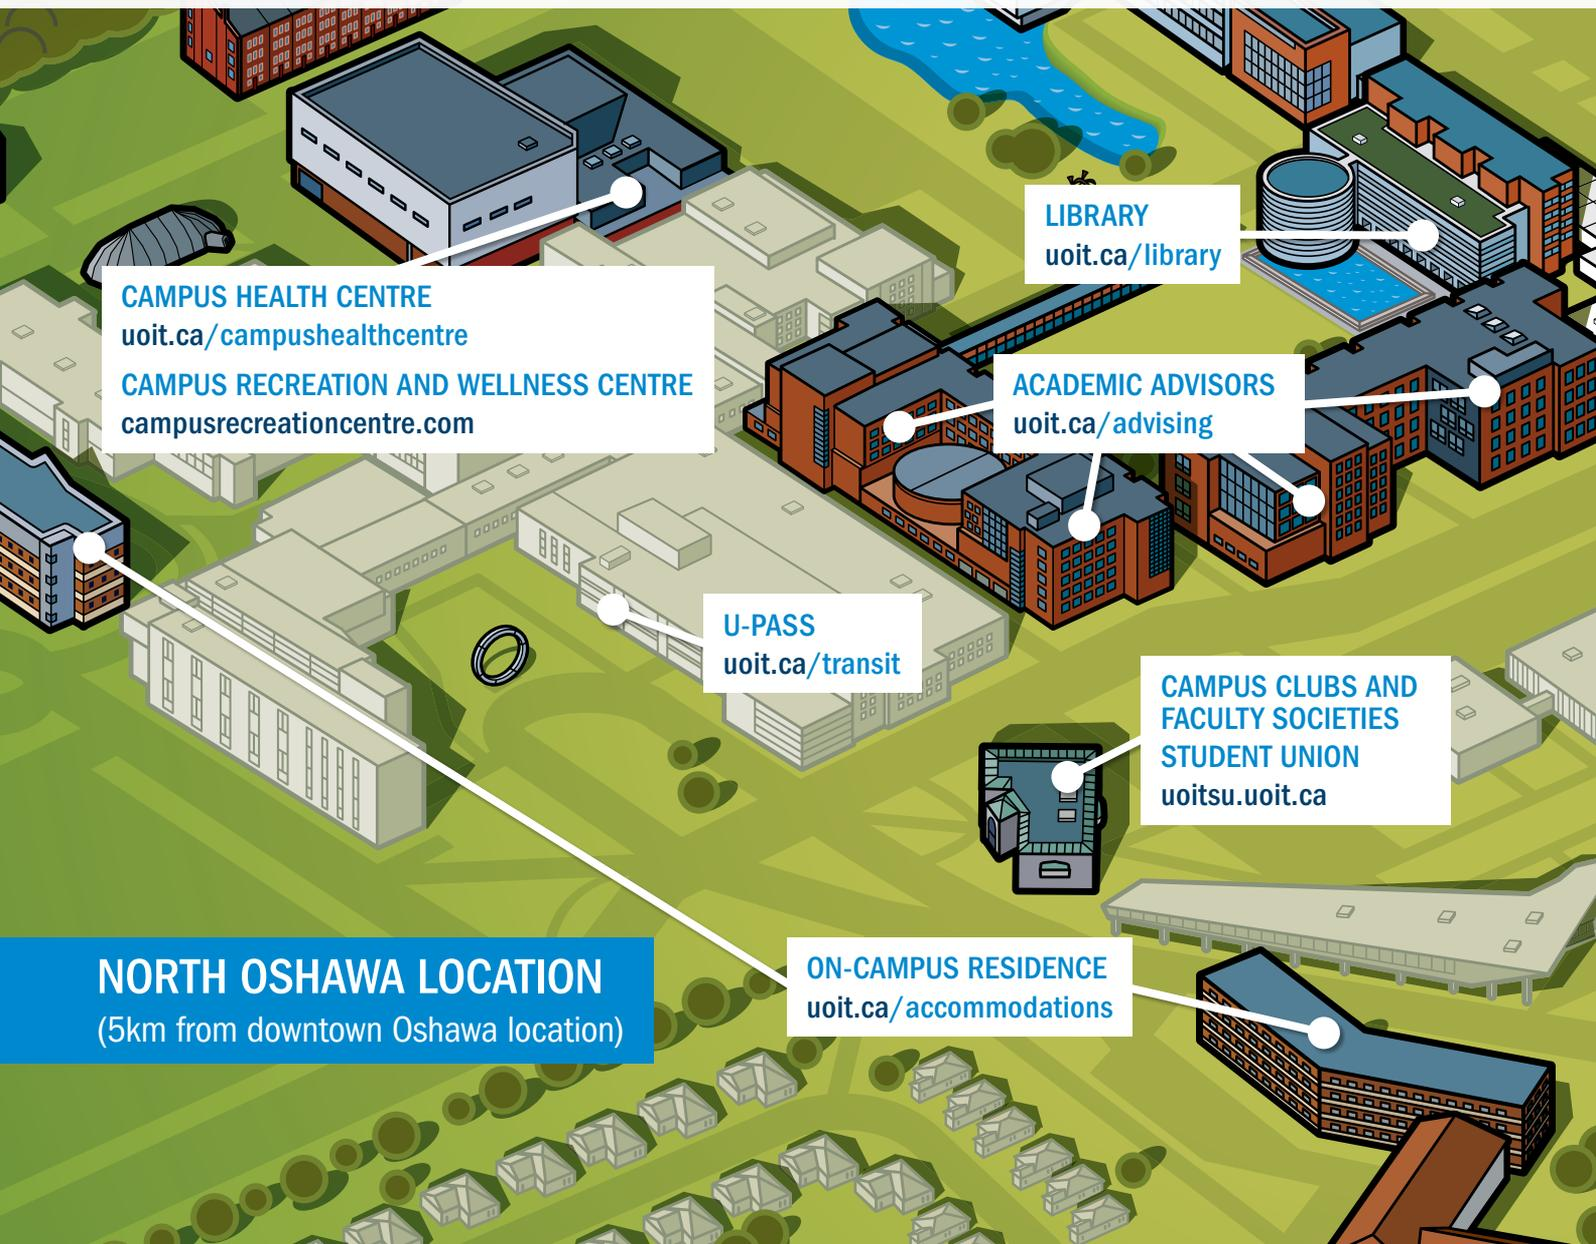 LIBRARY
uoit.ca/library
CAMPUS HEALTH CENTRE
uoit.ca/campushealthcentre
CAMPUS RECREATION AND WELLNESS CENTRE
campusrecreationcentre.com
ACADEMIC ADVISORS
uoit.ca/advising
U-PASS
uoit.ca/transit
CAMPUS CLUBS AND
FACULTY SOCIETIES
STUDENT UNION
uoitsu.uoit.ca
NORTH OSHAWA LOCATION
(5km from downtown Oshawa location)
ON-CAMPUS RESIDENCE
uoit.ca/accommodations